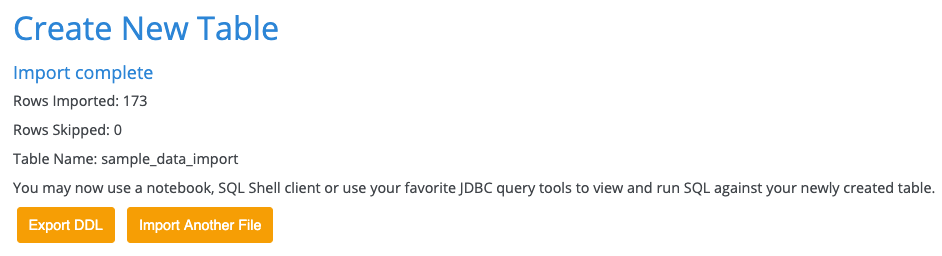 Create New Table
Import complete
Rows Imported: 173
Rows Skipped: 0
Table Name: sample_data_import
You may now use a notebook, SQL Shell client or use your favorite JDBC query tools to view and run SQL against your newly created table.
Export DDL Import Another File